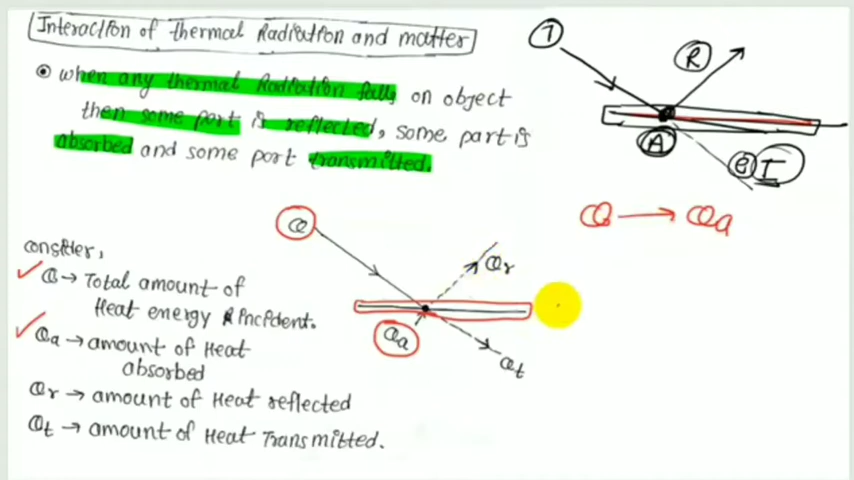 Interaction of thermal Radiation and matter
when any thermal Radiation falls on object
then some part is reflected, some part is
absorbed and some part transmitted.
I
R
A
T
Q → Qa
consider,
Q → Total amount of
Heat energy Incident.
Qa → amount of Heat
absorbed
Qr → amount of Heat reflected
Qt → amount of Heat Transmitted.
Q
Qr
Qa
Qt